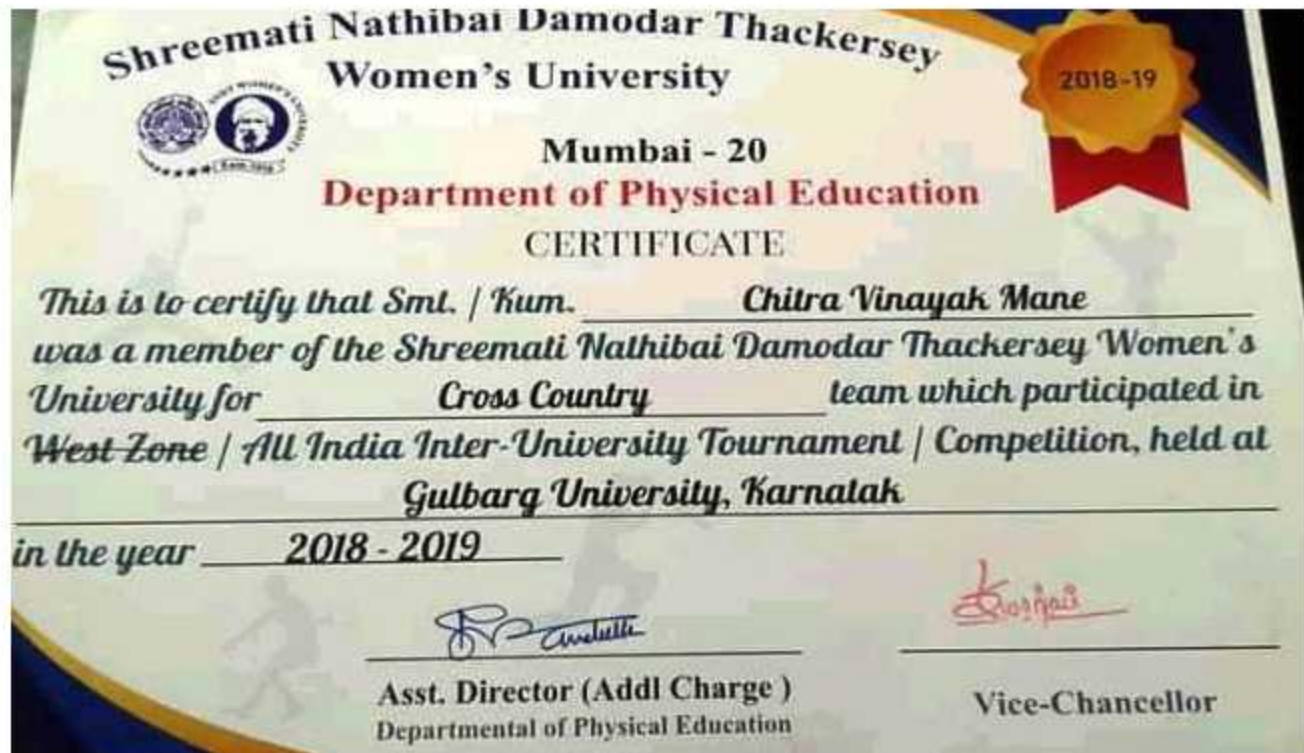 Shreemati Nathibai Damodar Thackersey
Women's University
2018-19
Mumbai - 20
Department of Physical Education
CERTIFICATE
This is to certify that Smt. / Kum. Chitra Vinayak Mane
was a member of the Shreemati Nathibai Damodar Thackersey Women's
University for Cross Country team which participated in
West Zone / All India Inter-University Tournament / Competition, held at
Gulbarg University, Karnatak
in the year 2018 - 2019
Asst. Director (Addl Charge )
Departmental of Physical Education
Vice-Chancellor